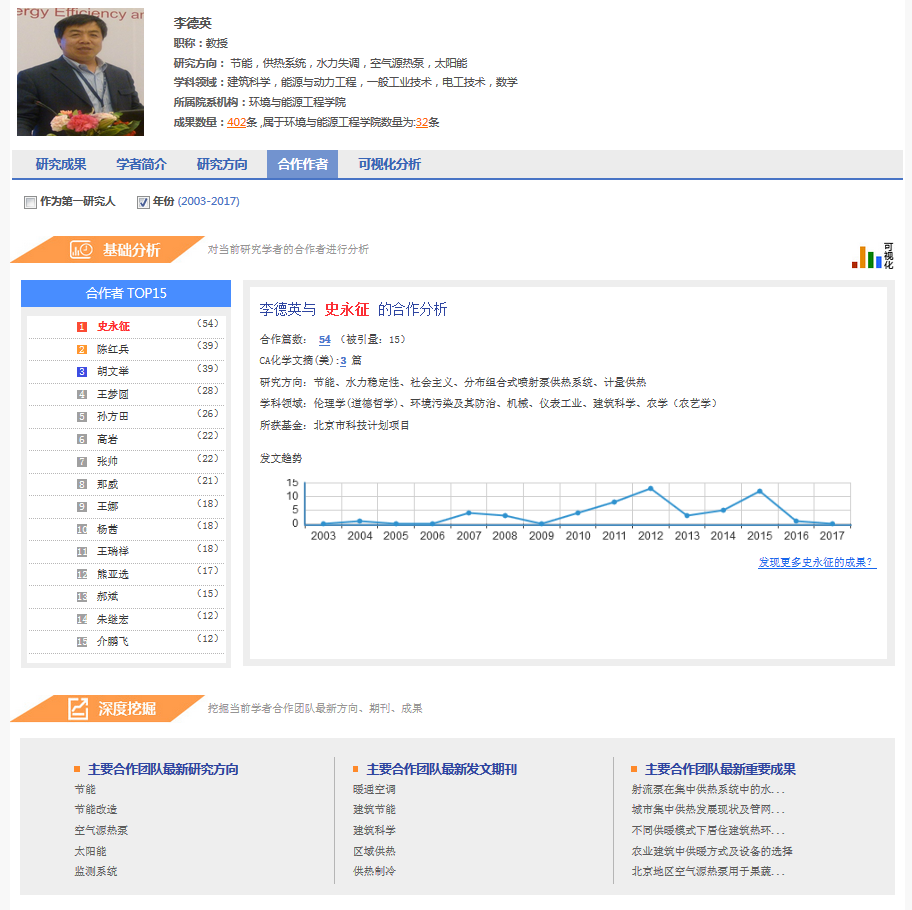 ergy Efficiency an
李德英
职称：教授
研究方向： 节能，供热系统，水力失调，空气源热泵，太阳能
学科领域：建筑科学，能源与动力工程，一般工业技术，电工技术，数学
所属院系机构：环境与能源工程学院
成果数量：402条 ,属于环境与能源工程学院数量为:32条
研究成果 学者简介 研究方向 合作作者 可视化分析
作为第一研究人 年份 (2003-2017)
基础分析 对当前研究学者的合作者进行分析
可视化
合作者 TOP15
1 史永征 (54)
2 陈红兵 (39)
3 胡文举 (39)
4 王梦圆 (28)
5 孙方田 (26)
6 高岩 (22)
7 张帅 (22)
8 那威 (21)
9 王娜 (18)
10 杨茜 (18)
11 王瑞祥 (18)
12 熊亚选 (17)
13 郝斌 (15)
14 朱继宏 (12)
15 介鹏飞 (12)
李德英与 史永征 的合作分析
合作篇数： 54 （被引量：15）
CA化学文摘(美):3 篇
研究方向：节能、水力稳定性、社会主义、分布组合式喷射泵供热系统、计量供热
学科领域：伦理学(道德哲学)、环境污染及其防治、机械、仪表工业、建筑科学、农学（农艺学）
所获基金：北京市科技计划项目
发文趋势
15
10
5
0
2003 2004 2005 2006 2007 2008 2009 2010 2011 2012 2013 2014 2015 2016 2017
发现更多史永征的成果？
深度挖掘 挖掘当前学者合作团队最新方向、期刊、成果
主要合作团队最新研究方向
节能
节能改造
空气源热泵
太阳能
监测系统
主要合作团队最新发文期刊
暖通空调
建筑节能
建筑科学
区域供热
供热制冷
主要合作团队最新重要成果
射流泵在集中供热系统中的水...
城市集中供热发展现状及管网...
不同供暖模式下居住建筑热环...
农业建筑中供暖方式及设备的选择
北京地区空气源热泵用于果蔬...